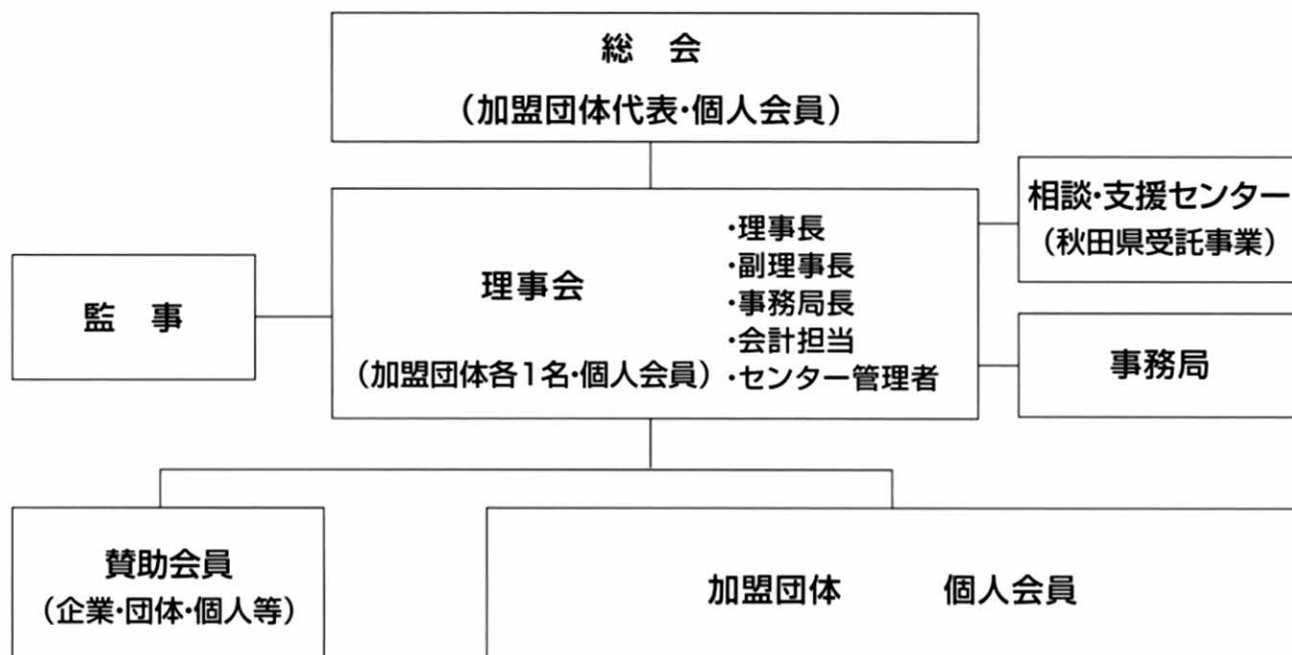 総　会
（加盟団体代表・個人会員）
相談・支援センター
（秋田県受託事業）
監　事
理事会
（加盟団体各1名・個人会員）
・理事長
・副理事長
・事務局長
・会計担当
・センター管理者
事務局
賛助会員
（企業・団体・個人等）
加盟団体　　　個人会員